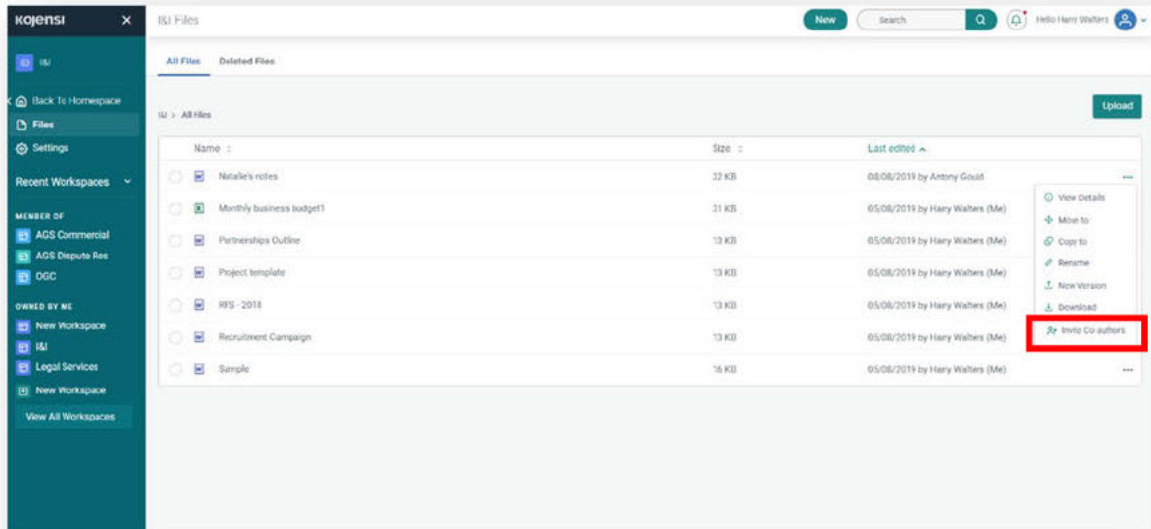 KOJENSI X
I&I Files
New
Search
Hello Harry Walters
I&I
All Files Deleted Files
Back To Homespace
Files
Settings
Recent Workspaces
MEMBER OF
AGS Commercial
AGS Dispute Res
OGC
OWNED BY ME
New Workspace
I&I
Legal Services
New Workspace
View All Workspaces
I&I > All Files
Upload
Name Size Last edited
Natalie's notes 32 KB 08/08/2019 by Antony Gould
Monthly business budget1 31 KB 05/08/2019 by Harry Walters (Me)
Partnerships Outline 13 KB 05/08/2019 by Harry Walters (Me)
Project template 13 KB 05/08/2019 by Harry Walters (Me)
RFS - 2018 13 KB 05/08/2019 by Harry Walters (Me)
Recruitment Campaign 13 KB 05/08/2019 by Harry Walters (Me)
Sample 16 KB 05/08/2019 by Harry Walters (Me)
View Details
Move to
Copy to
Rename
New Version
Download
Invite Co-authors